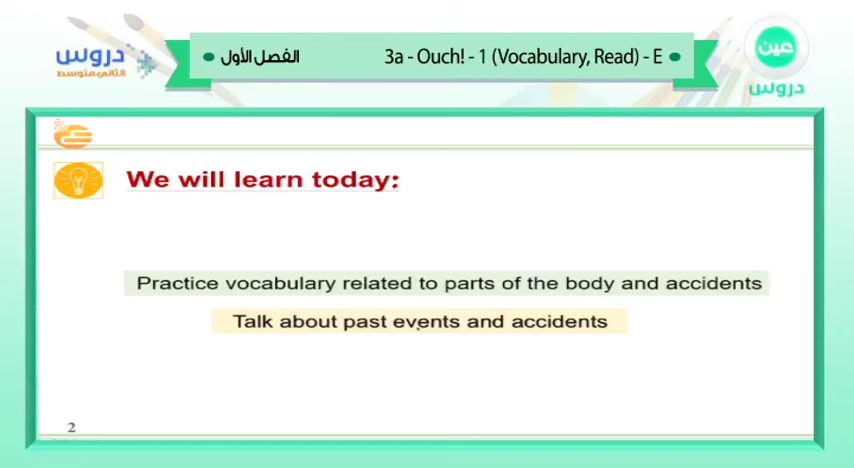 دروس
الثاني متوسط
الفصل الأول
3a - Ouch! - 1 (Vocabulary, Read) - E
عين
دروس
We will learn today:
Practice vocabulary related to parts of the body and accidents
Talk about past events and accidents
2